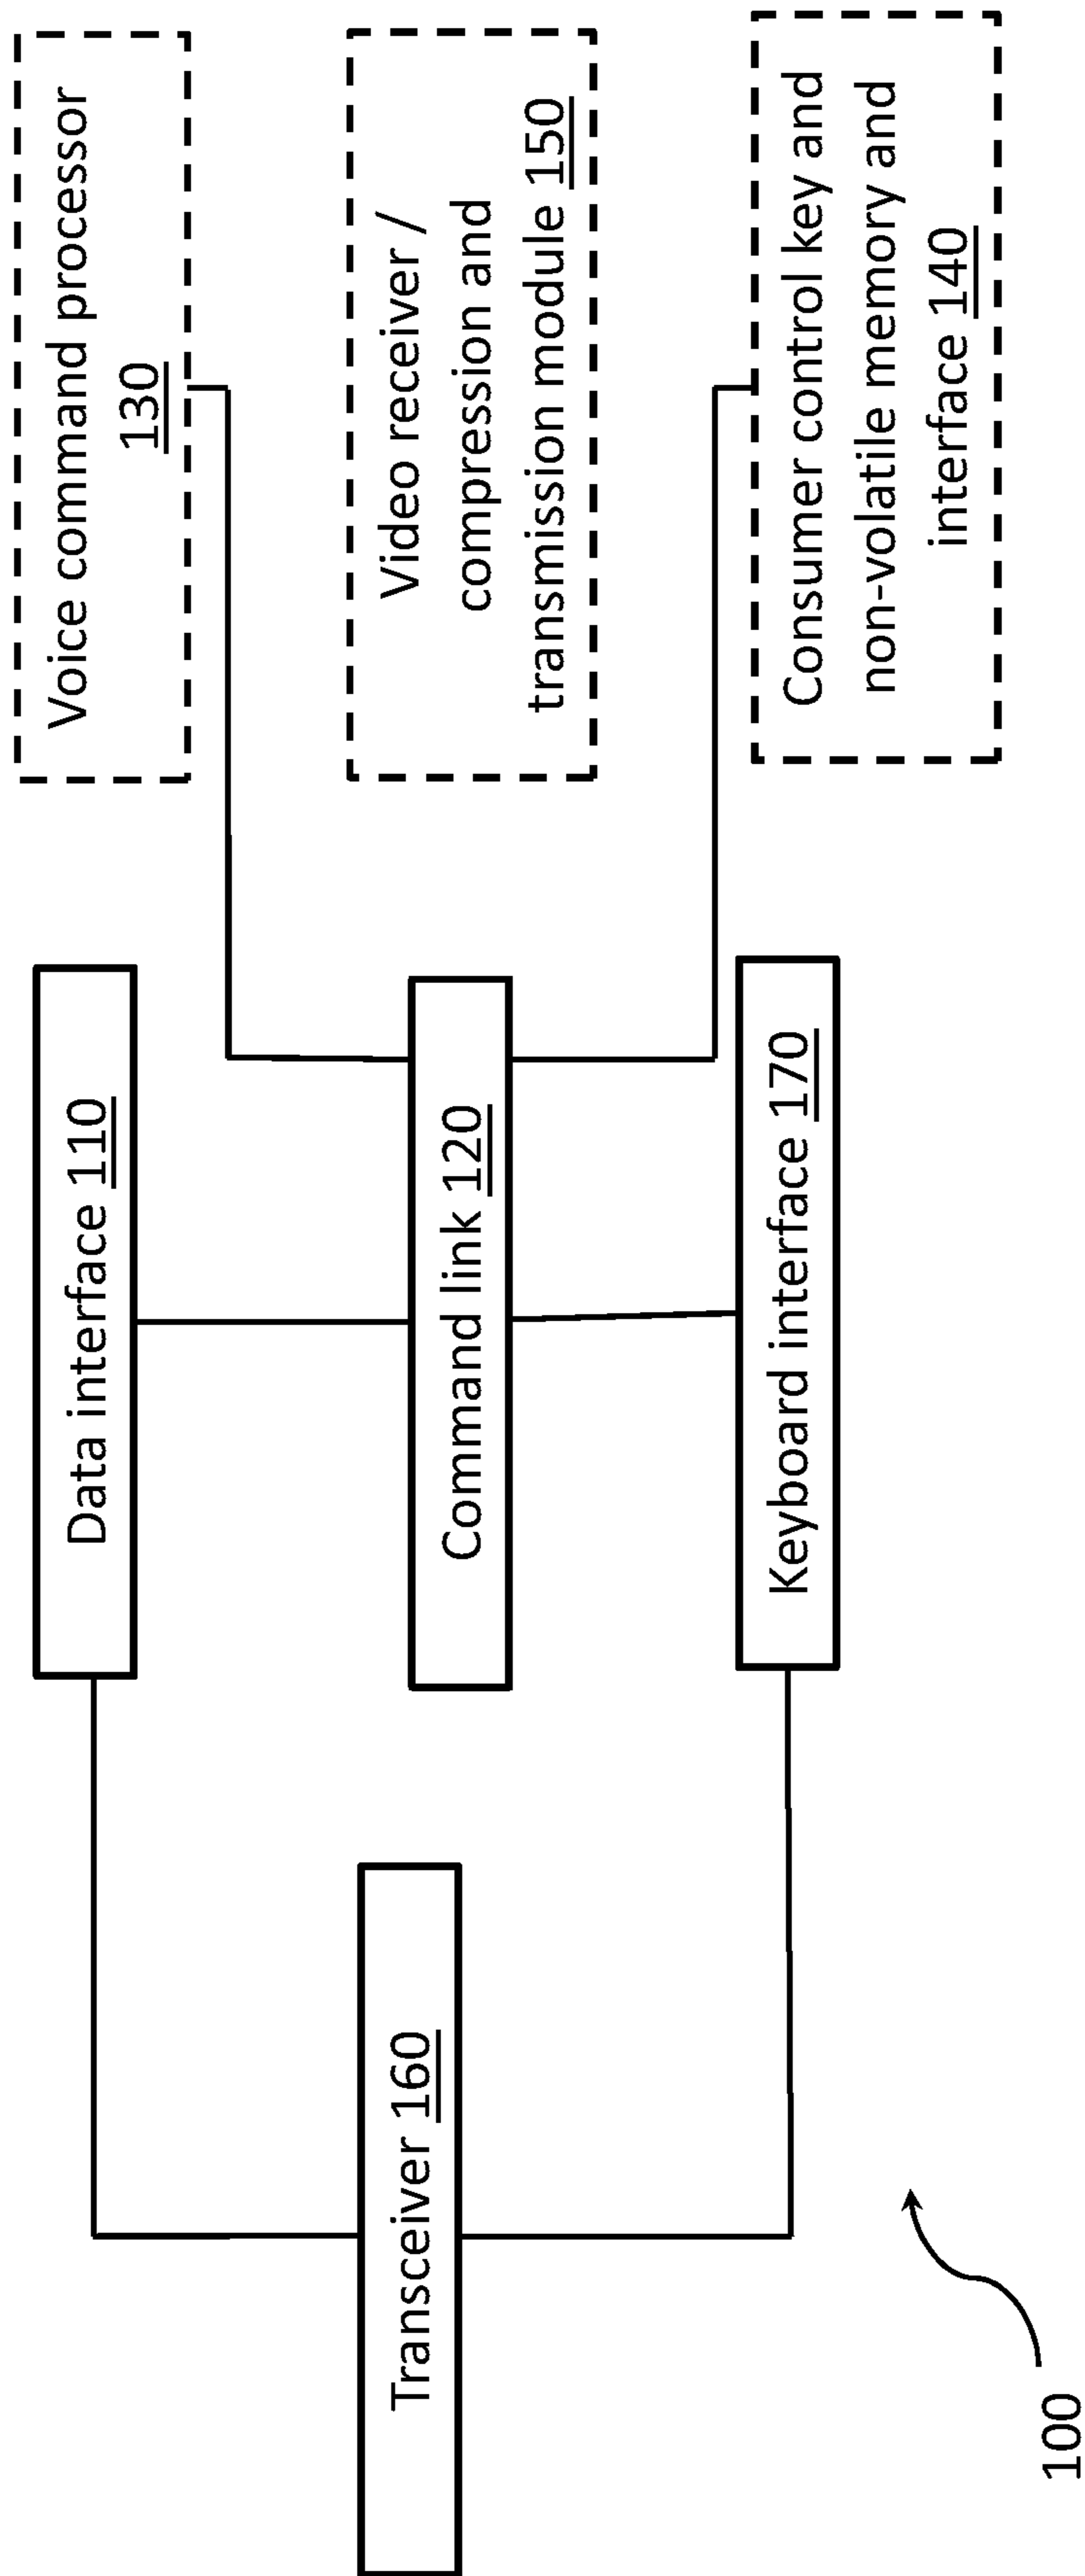 Data interface 110
Voice command processor
130
Transceiver 160
Command link 120
Video receiver /
compression and
transmission module 150
Keyboard interface 170
Consumer control key and
non-volatile memory and
interface 140
100